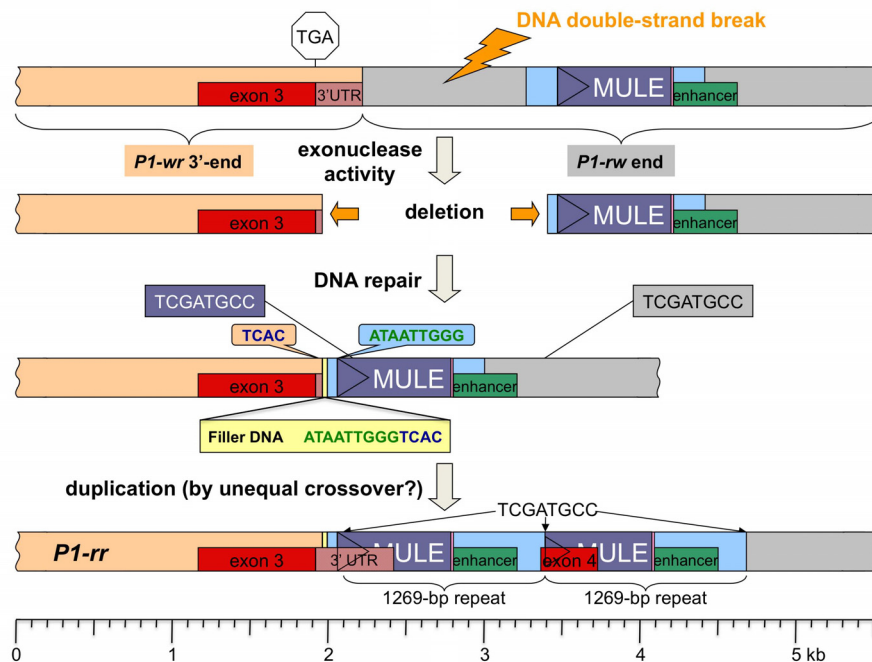 DNA double-strand break
TGA
MULE
exon 3
3'UTR
enhancer
P1-wr 3'-end
exonuclease
activity
P1-rw end
deletion
MULE
exon 3
enhancer
DNA repair
TCGATGCC
TCGATGCC
TCAC
ATAATTGGG
MULE
exon 3
enhancer
Filler DNA ATAATTGGGTCAC
duplication (by unequal crossover?)
TCGATGCC
P1-rr
MULE
MULE
exon 3
3' UTR
enhancer
exon 4
enhancer
1269-bp repeat
1269-bp repeat
0 1 2 3 4 5 kb